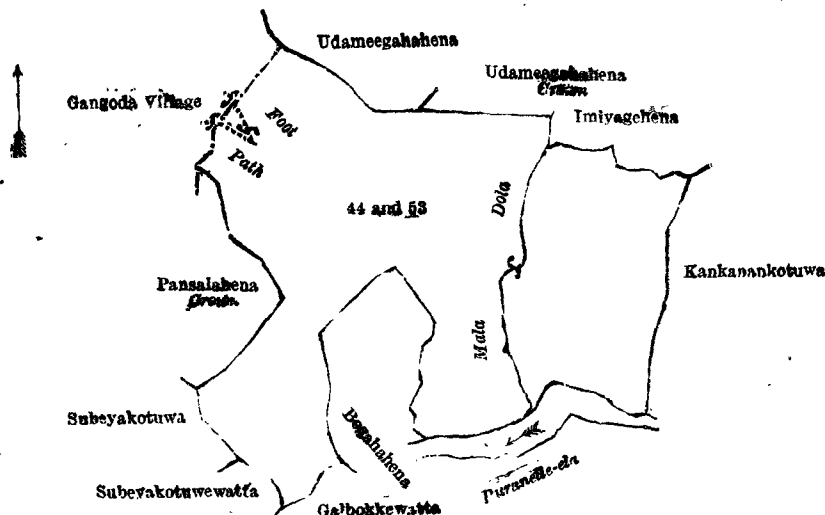 Udameegahahena
Udameegahahena
Crown
Gangoda Village
Imiyagehena
Foot
Path
44 and 53
Dola
Pansalahena
Crown
Kankanankotuwa
Mala
Subeyakotuwa
Bogahahena
Subeyakotuwewatta
Galbokkewatta